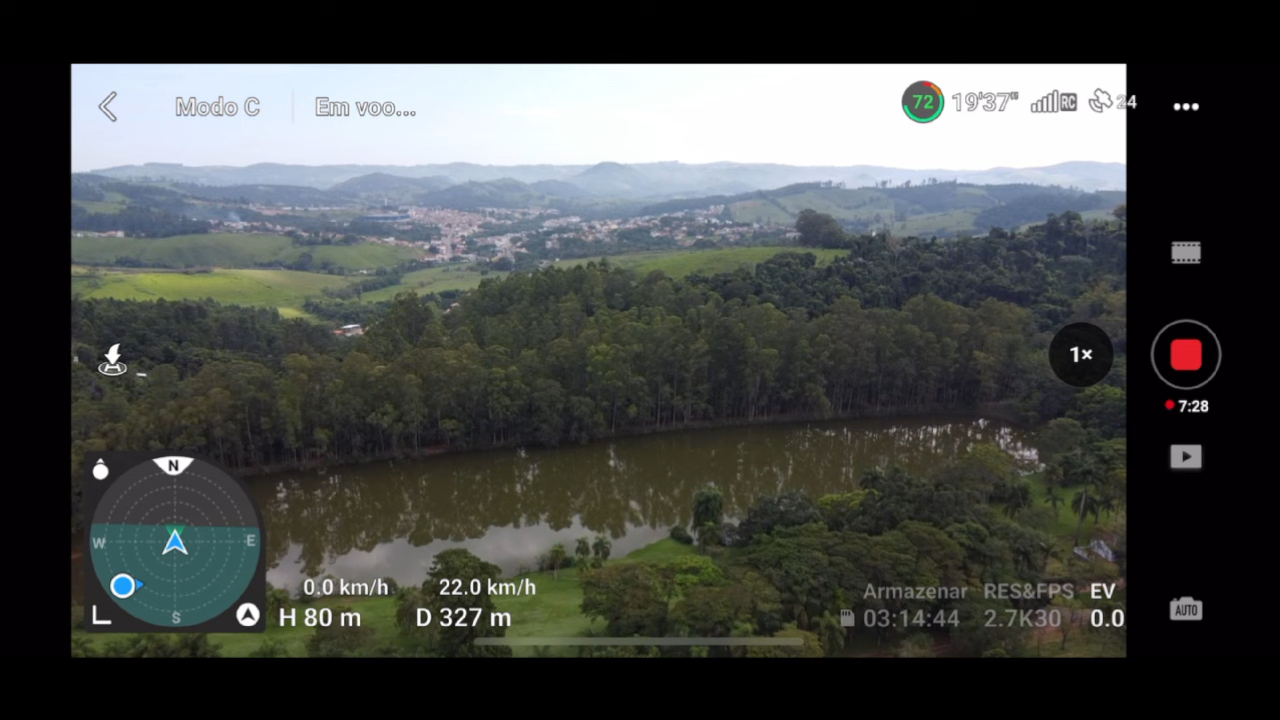 Modo C
Em voo...
72
19'37"
RC
24
1×
7:28
N
W
E
S
0.0 km/h
22.0 km/h
H 80 m
D 327 m
Armazenar
RES&FPS
EV
03:14:44
2.7K30
0.0
AUTO